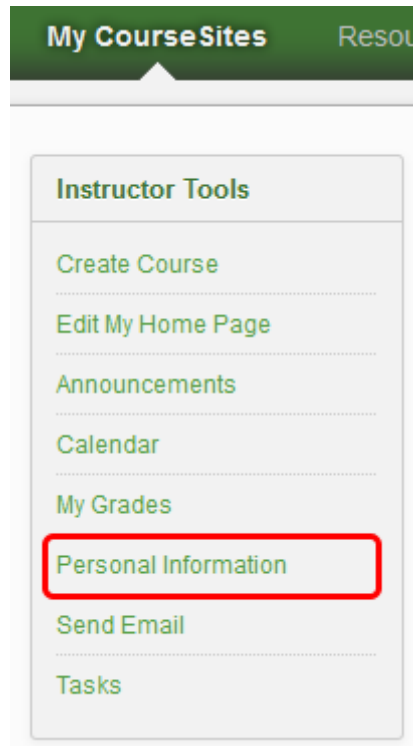 My CourseSites Resou
Instructor Tools
Create Course
Edit My Home Page
Announcements
Calendar
My Grades
Personal Information
Send Email
Tasks